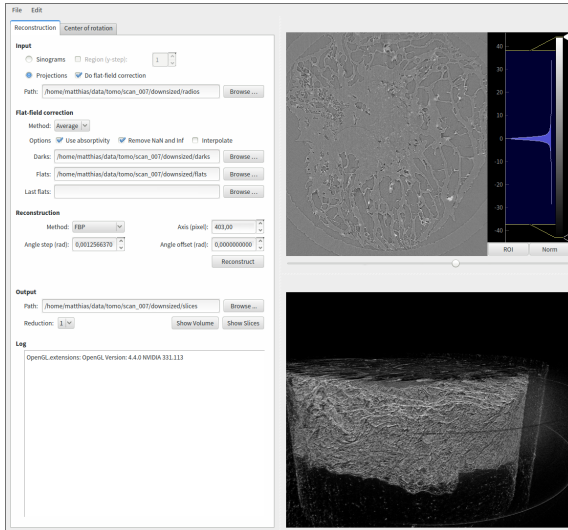 File Edit
Reconstruction Center of rotation
Input
Sinograms Region (y-step): 1
Projections Do flat-field correction
Path: /home/matthias/data/tomo/scan_007/downsized/radios Browse ...
Flat-field correction
Method: Average
Options Use absorptivity Remove NaN and Inf Interpolate
Darks: /home/matthias/data/tomo/scan_007/downsized/darks Browse ...
Flats: /home/matthias/data/tomo/scan_007/downsized/flats Browse ...
Last flats: Browse ...
Reconstruction
Method: FBP Axis (pixel): 403,00
Angle step (rad): 0,0012566370 Angle offset (rad): 0,0000000000
Reconstruct
Output
Path: /home/matthias/data/tomo/scan_007/downsized/slices Browse ...
Reduction: 1 Show Volume Show Slices
Log
OpenGL.extensions: OpenGL Version: 4.4.0 NVIDIA 331.113
40
30
20
10
0
-10
-20
-30
-40
ROI Norm